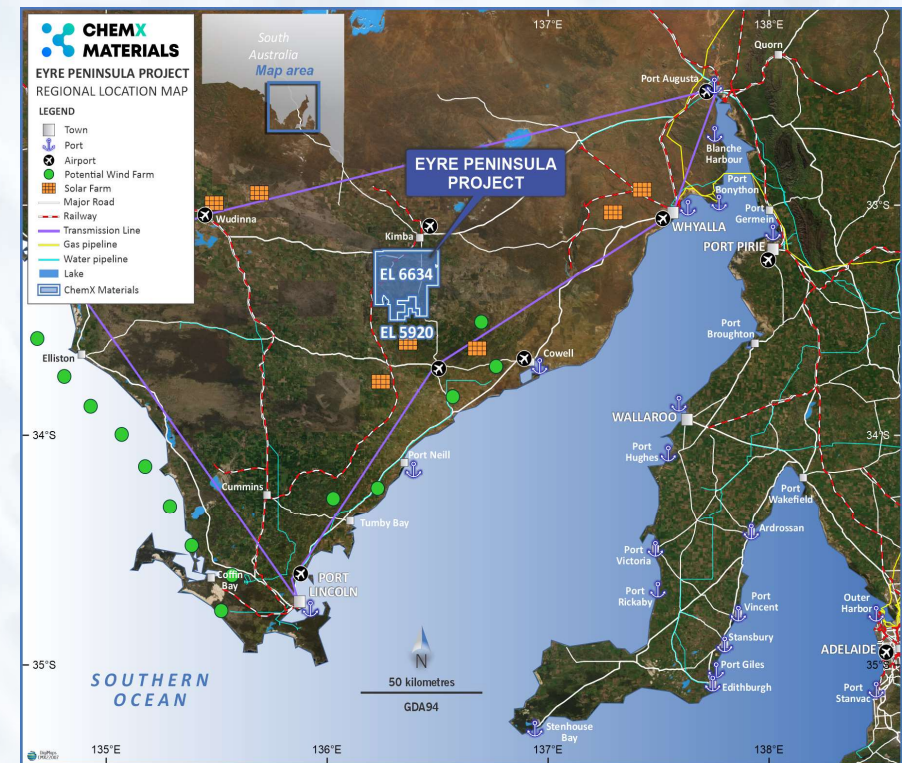 CHEMX
MATERIALS
EYRE PENINSULA PROJECT
REGIONAL LOCATION MAP
LEGEND
Town
Port
Airport
Potential Wind Farm
Solar Farm
Major Road
Railway
Transmission Line
Gas pipeline
Water pipeline
Lake
ChemX Materials
South
Australia
Map area
137°E
138°E
Quorn
Port Augusta
Blanche
Harbour
EYRE PENINSULA
PROJECT
Port
Bonython
Port
Germein
33°S
Wudinna
WHYALLA
Kimba
PORT PIRIE
EL 6634
EL 5920
Port
Broughton
Elliston
Cowell
WALLAROO
34°S
34°S
Port
Hughes
Port Neill
Cummins
Port
Wakefield
Tumby Bay
Ardrossan
Port
Victoria
Coffin
Bay
PORT
LINCOLN
Port
Rickaby
Port
Vincent
Outer
Harbor
Stansbury
ADELAIDE
35°S
35°S
Port Giles
Edithburgh
Port
Stanvac
SOUTHERN
OCEAN
N
50 kilometres
GDA94
Stenhouse
Bay
135°E
136°E
137°E
138°E